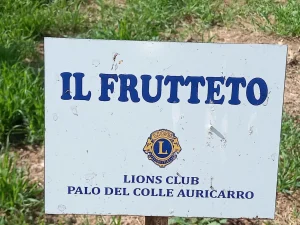 IL FRUTTETO
L
LIONS CLUB
PALO DEL COLLE AURICARRO